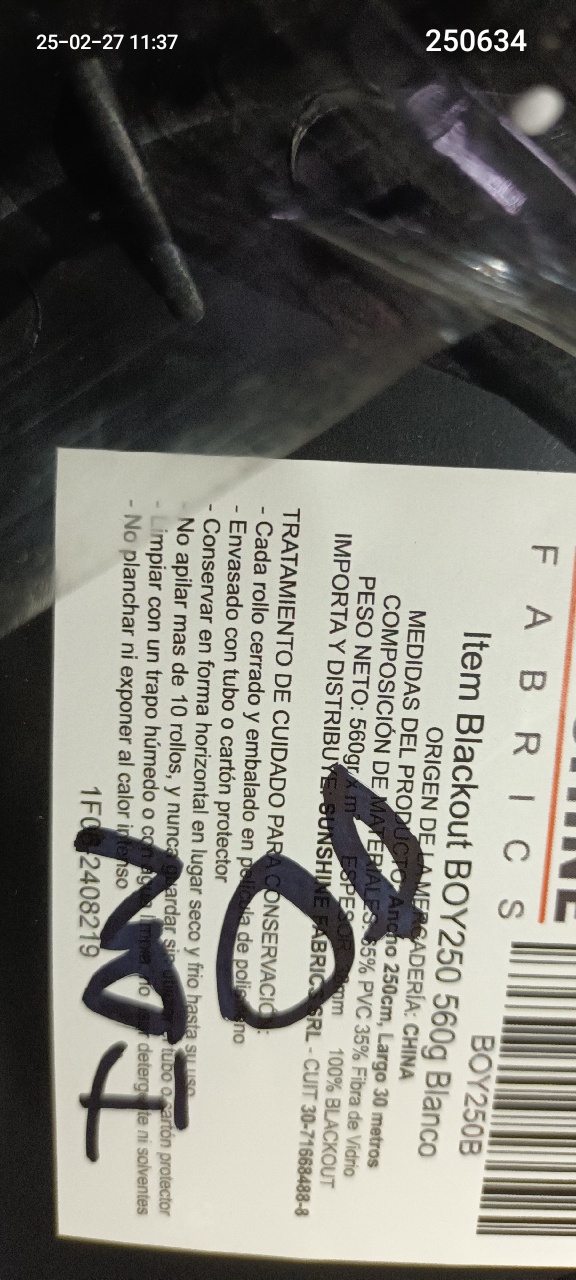 25-02-27 11:37
250634
FABRICS
BOY250B
Item Blackout BOY250 560g Blanco
ORIGEN DE LA MERCADERÍA: CHINA
MEDIDAS DEL PRODUCTO: Ancho 250cm, Largo 30 metros
COMPOSICIÓN DE MATERIALES: 65% PVC 35% Fibra de Vidrio
PESO NETO: 560gr x m² ESPESOR mm 100% BLACKOUT
IMPORTA Y DISTRIBUYE: SUNSHINE FABRICS SRL - CUIT 30-71668488-8
TRATAMIENTO DE CUIDADO PARA CONSERVACIÓN:
- Cada rollo cerrado y embalado en película de polietileno
- Envasado con tubo o cartón protector
- Conservar en forma horizontal en lugar seco y frio hasta su uso
- No apilar mas de 10 rollos, y nunca guardar sin tubo o cartón protector
- Limpiar con un trapo húmedo o con agua detergente ni solventes
- No planchar ni exponer al calor intenso
2408219